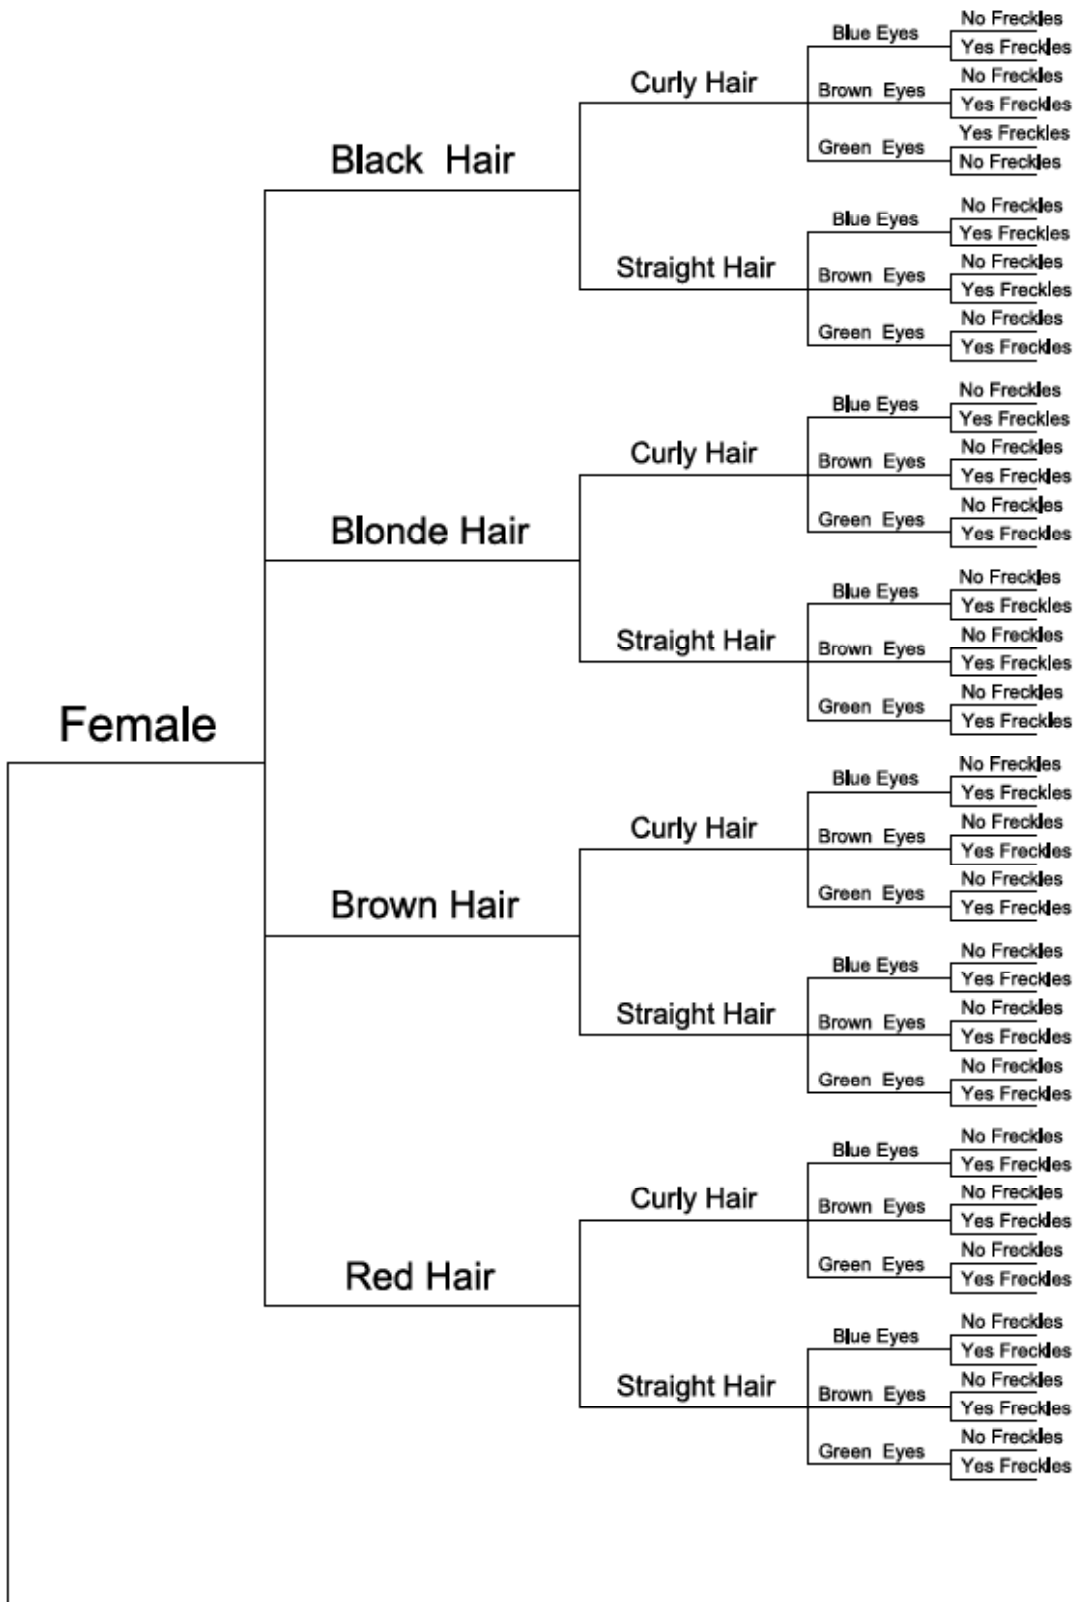 No Freckles
Blue Eyes
Yes Freckles
No Freckles
Curly Hair
Brown Eyes
Yes Freckles
Yes Freckles
Green Eyes
No Freckles
Black Hair
No Freckles
Blue Eyes
Yes Freckles
No Freckles
Straight Hair
Brown Eyes
Yes Freckles
No Freckles
Green Eyes
Yes Freckles
No Freckles
Blue Eyes
Yes Freckles
No Freckles
Curly Hair
Brown Eyes
Yes Freckles
No Freckles
Green Eyes
Yes Freckles
Blonde Hair
No Freckles
Blue Eyes
Yes Freckles
No Freckles
Straight Hair
Brown Eyes
Yes Freckles
No Freckles
Green Eyes
Yes Freckles
Female
No Freckles
Blue Eyes
Yes Freckles
No Freckles
Curly Hair
Brown Eyes
Yes Freckles
No Freckles
Green Eyes
Yes Freckles
Brown Hair
No Freckles
Blue Eyes
Yes Freckles
No Freckles
Straight Hair
Brown Eyes
Yes Freckles
No Freckles
Green Eyes
Yes Freckles
No Freckles
Blue Eyes
Yes Freckles
No Freckles
Curly Hair
Brown Eyes
Yes Freckles
No Freckles
Green Eyes
Yes Freckles
Red Hair
No Freckles
Blue Eyes
Yes Freckles
No Freckles
Straight Hair
Brown Eyes
Yes Freckles
No Freckles
Green Eyes
Yes Freckles